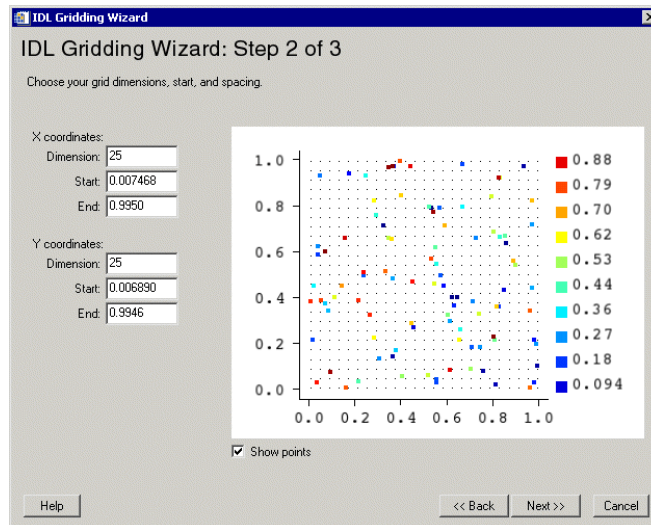 IDL Gridding Wizard
IDL Gridding Wizard: Step 2 of 3
Choose your grid dimensions, start, and spacing.
X coordinates:
Dimension: 25
Start: 0.007468
End: 0.9950
Y coordinates:
Dimension: 25
Start: 0.006890
End: 0.9946
1.0
0.8
0.6
0.4
0.2
0.0
0.0 0.2 0.4 0.6 0.8 1.0
0.88
0.79
0.70
0.62
0.53
0.44
0.36
0.27
0.18
0.094
Show points
Help
<< Back
Next >>
Cancel